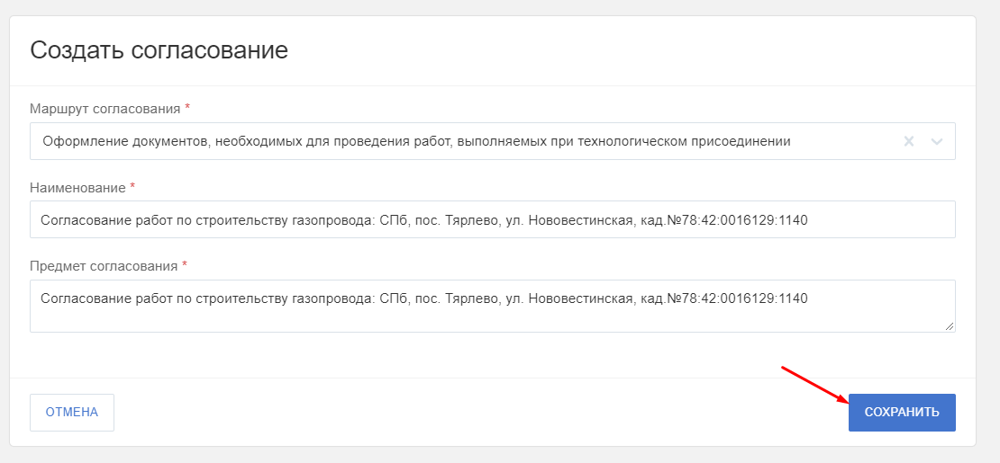 Создать согласование
Маршрут согласования *
Оформление документов, необходимых для проведения работ, выполняемых при технологическом присоединении
Наименование *
Согласование работ по строительству газопровода: СПб, пос. Тярлево, ул. Нововестинская, кад.№78:42:0016129:1140
Предмет согласования *
Согласование работ по строительству газопровода: СПб, пос. Тярлево, ул. Нововестинская, кад.№78:42:0016129:1140
ОТМЕНА
СОХРАНИТЬ